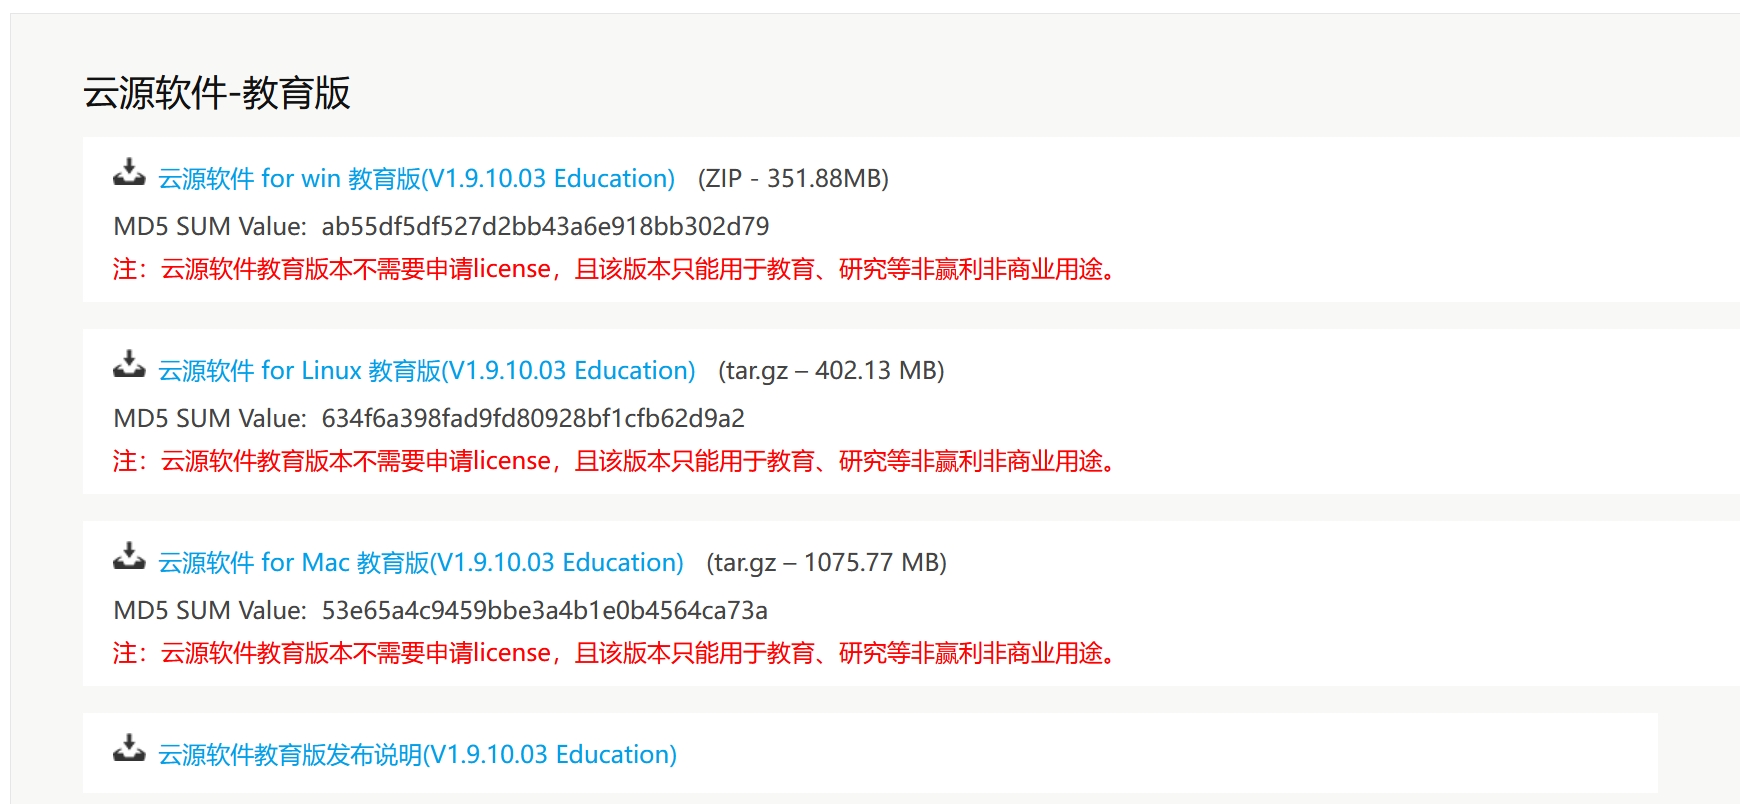 云源软件-教育版
云源软件 for win 教育版(V1.9.10.03 Education) (ZIP - 351.88MB)
MD5 SUM Value: ab55df5df527d2bb43a6e918bb302d79
注：云源软件教育版本不需要申请license，且该版本只能用于教育、研究等非赢利非商业用途。
云源软件 for Linux 教育版(V1.9.10.03 Education) (tar.gz – 402.13 MB)
MD5 SUM Value: 634f6a398fad9fd80928bf1cfb62d9a2
注：云源软件教育版本不需要申请license，且该版本只能用于教育、研究等非赢利非商业用途。
云源软件 for Mac 教育版(V1.9.10.03 Education) (tar.gz – 1075.77 MB)
MD5 SUM Value: 53e65a4c9459bbe3a4b1e0b4564ca73a
注：云源软件教育版本不需要申请license，且该版本只能用于教育、研究等非赢利非商业用途。
云源软件教育版发布说明(V1.9.10.03 Education)